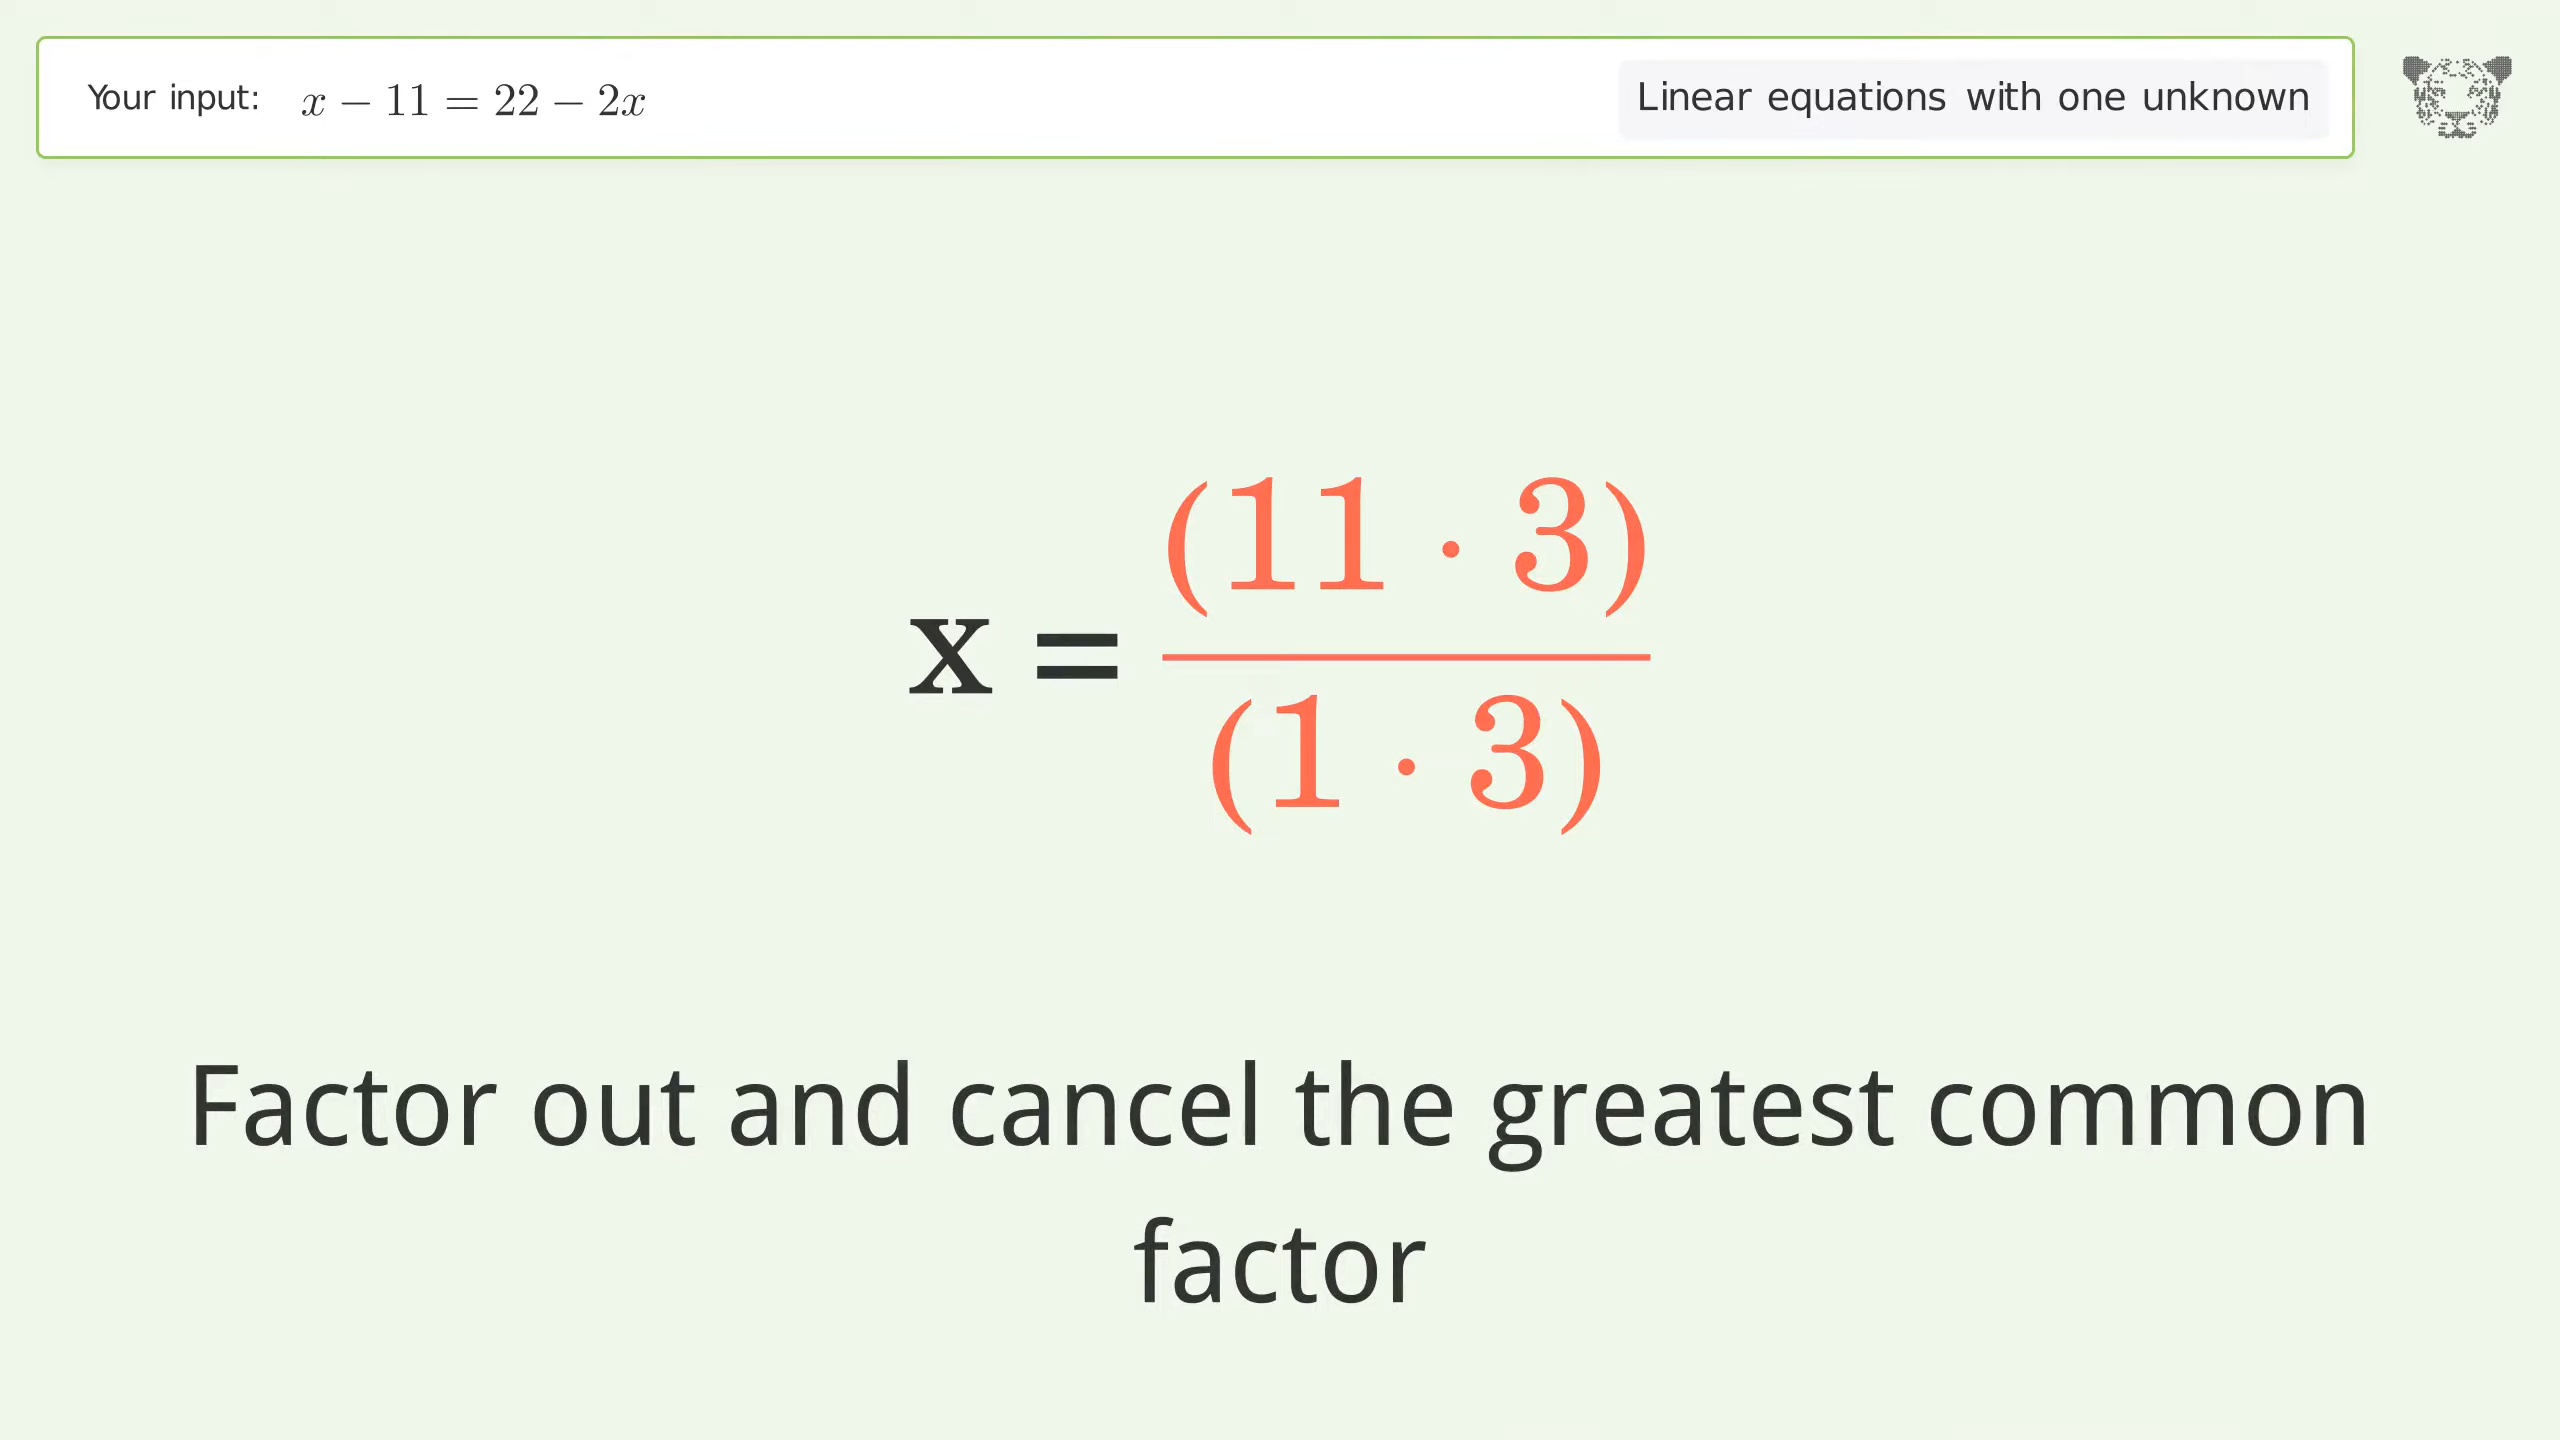 Your input: x − 11 = 22 − 2x
Linear equations with one unknown
x = (11 · 3) / (1 · 3)
Factor out and cancel the greatest common
factor